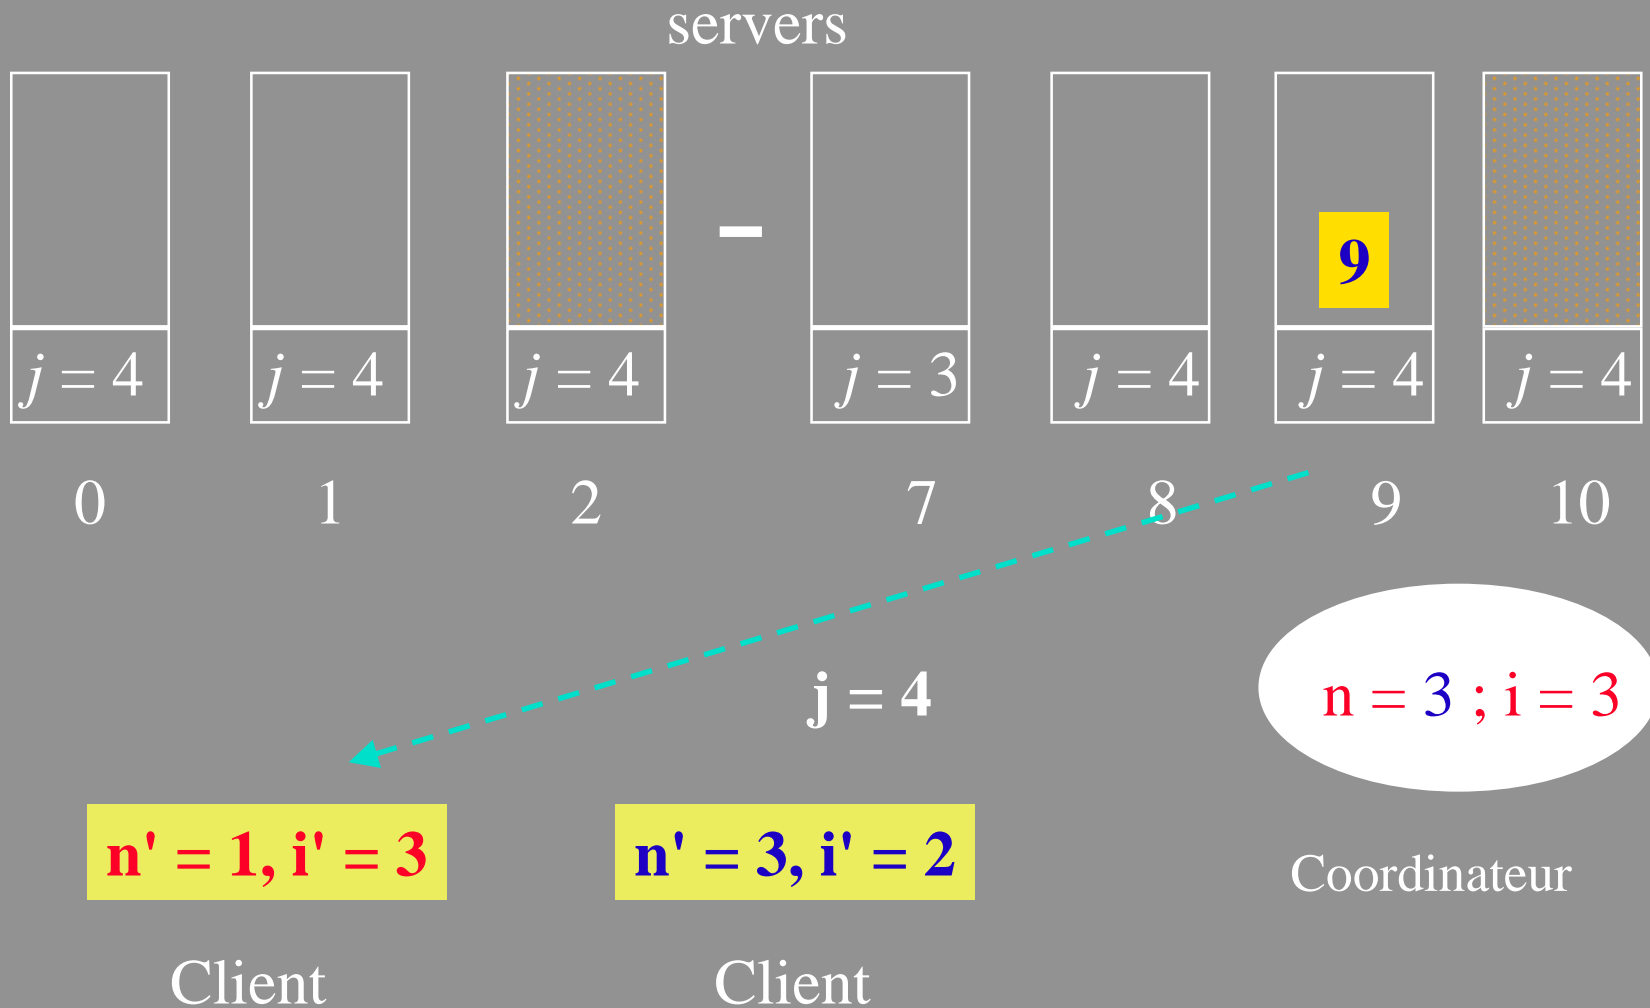 servers
9
j = 4 j = 4 j = 4 – j = 3 j = 4 j = 4 j = 4
0 1 2 7 8 9 10
j = 4
n = 3 ; i = 3
n' = 1, i' = 3 n' = 3, i' = 2
Coordinateur
Client Client